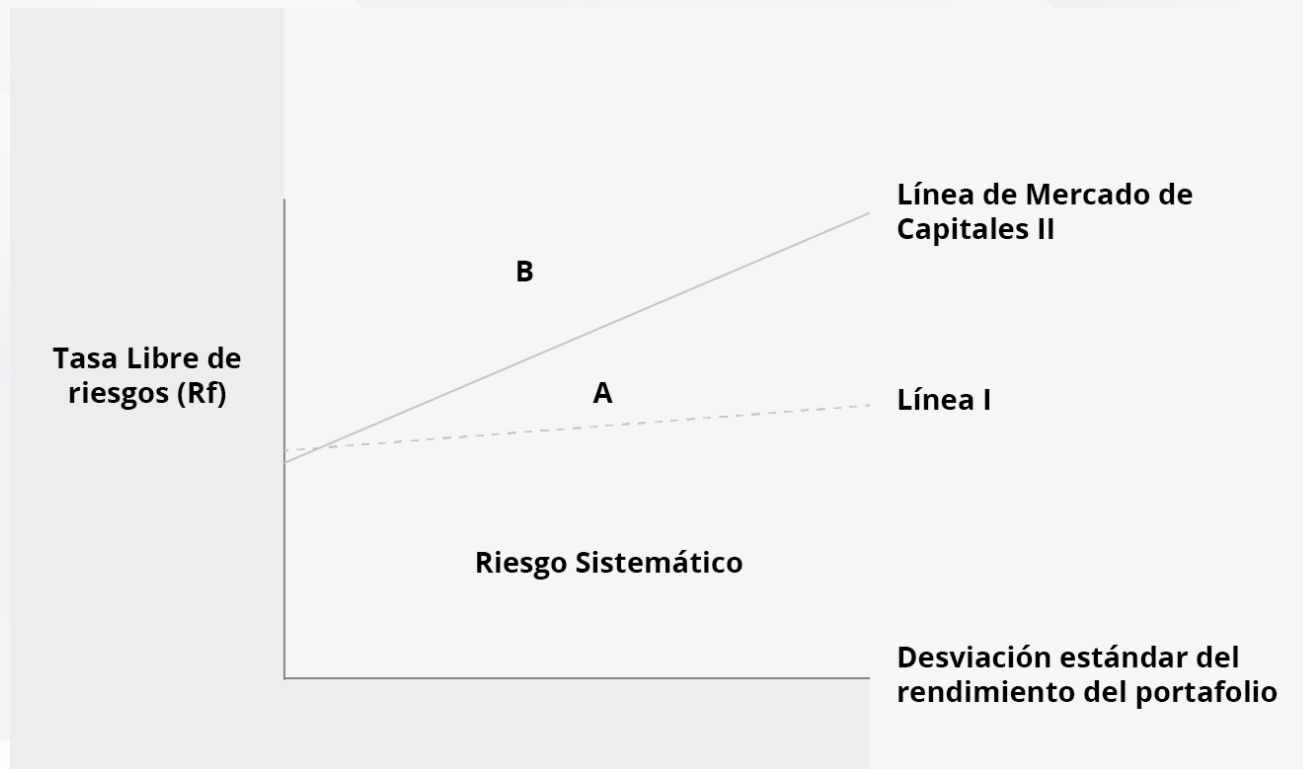 Línea de Mercado de
Capitales II
B
Tasa Libre de
riesgos (Rf)
A
Línea I
Riesgo Sistemático
Desviación estándar del
rendimiento del portafolio